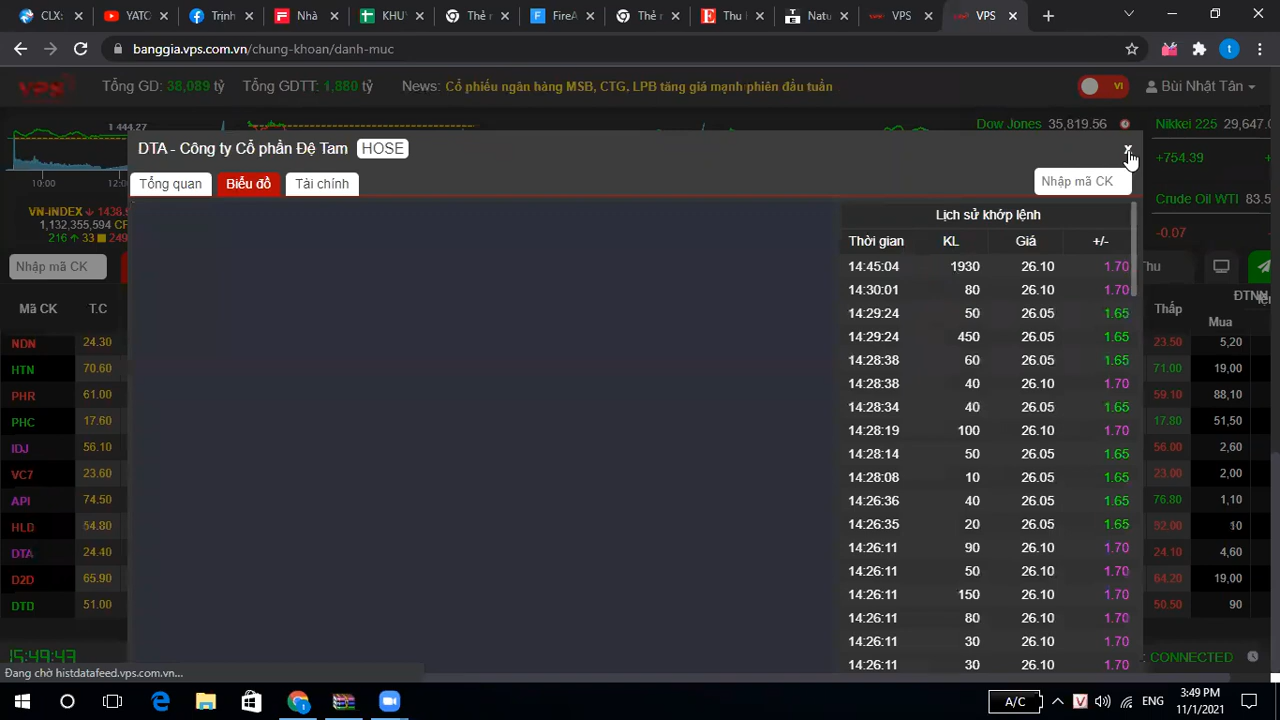 CLX:
YATO
Trịnh
Nhà
KHU
Thẻ n
FireA
Thẻ n
Thu l
Natu
VPS
VPS
banggia.vps.com.vn/chung-khoan/danh-muc
Tổng GD: 38,089 tỷ Tổng GDTT: 1,880 tỷ News: Cổ phiếu ngân hàng MSB, CTG, LPB tăng giá mạnh phiên đầu tuần VI Bùi Nhật Tân
1 444.27
Dow Jones 35,819.56 Nikkei 225 29,647.0
DTA - Công ty Cổ phần Đệ Tam HOSE
+754.39
10:00 12:00
Tổng quan Biểu đồ Tài chính Nhập mã CK
Crude Oil WTI 83.5
VN-INDEX 1438.9
1,132,355,594 CF
216 33 249
-0.07
Lịch sử khớp lệnh
Thời gian KL Giá +/-
Nhập mã CK
Thu
Mã CK T.C
Thấp ĐTNN
Mua
14:45:04 1930 26.10 1.70
14:30:01 80 26.10 1.70
14:29:24 50 26.05 1.65
14:29:24 450 26.05 1.65
14:28:38 60 26.05 1.65
14:28:38 40 26.10 1.70
14:28:34 40 26.05 1.65
14:28:19 100 26.10 1.70
14:28:14 50 26.05 1.65
14:28:08 10 26.05 1.65
14:26:36 40 26.05 1.65
14:26:35 20 26.05 1.65
14:26:11 90 26.10 1.70
14:26:11 50 26.10 1.70
14:26:11 150 26.10 1.70
14:26:11 80 26.10 1.70
14:26:11 30 26.10 1.70
14:26:11 30 26.10 1.70
NDN 24.30 23.50 5,20
HTN 70.60 71.00 19,00
PHR 61.00 59.10 88,10
PHC 17.60 17.80 51,50
IDJ 56.10 56.00 2,60
VC7 23.60 23.00 2,00
API 74.50 76.80 1,10
HLD 54.80 10
DTA 24.40 24.10 4,60
D2D 65.90 64.20 19,00
DTD 51.00 50.50 90
15:49:43
CONNECTED
Đang chờ histdatafeed.vps.com.vn...
A/C
V
ENG
3:49 PM
11/1/2021